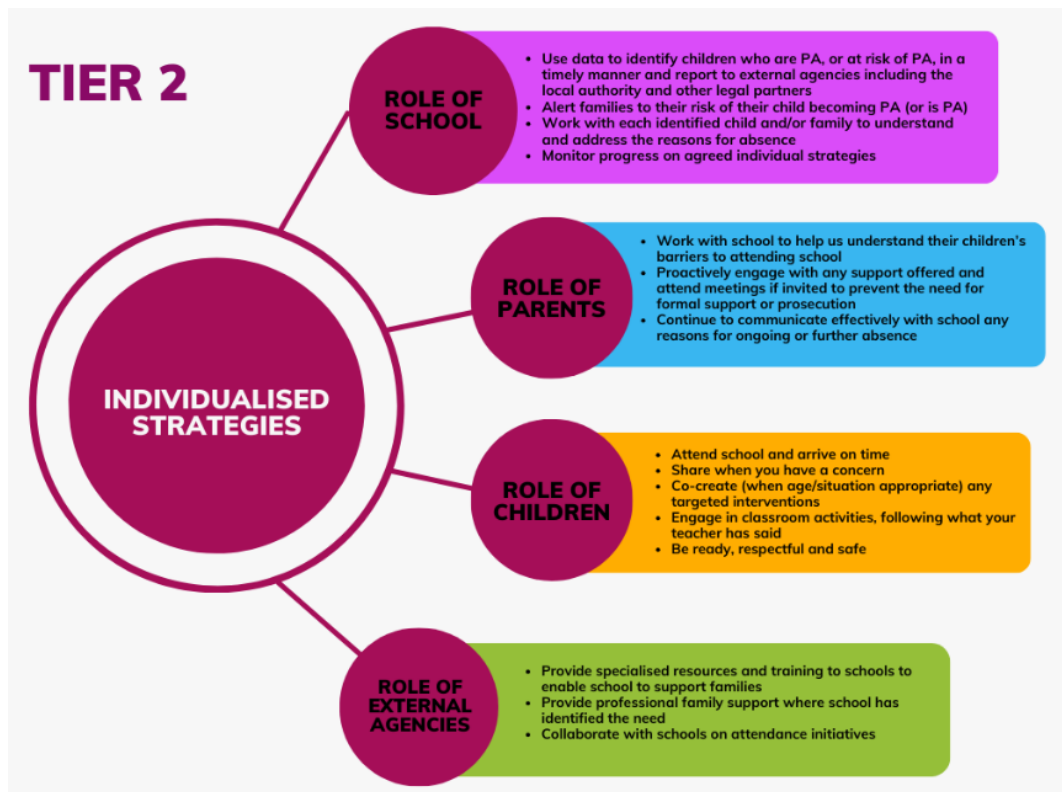 TIER 2
ROLE OF
SCHOOL
• Use data to identify children who are PA, or at risk of PA, in a
timely manner and report to external agencies including the
local authority and other legal partners
• Alert families to their risk of their child becoming PA (or is PA)
• Work with each identified child and/or family to understand
and address the reasons for absence
• Monitor progress on agreed individual strategies
ROLE OF
PARENTS
• Work with school to help us understand their children's
barriers to attending school
• Proactively engage with any support offered and
attend meetings if invited to prevent the need for
formal support or prosecution
• Continue to communicate effectively with school any
reasons for ongoing or further absence
INDIVIDUALISED
STRATEGIES
ROLE OF
CHILDREN
• Attend school and arrive on time
• Share when you have a concern
• Co-create (when age/situation appropriate) any
targeted interventions
• Engage in classroom activities, following what your
teacher has said
• Be ready, respectful and safe
ROLE OF
EXTERNAL
AGENCIES
• Provide specialised resources and training to schools to
enable school to support families
• Provide professional family support where school has
identified the need
• Collaborate with schools on attendance initiatives